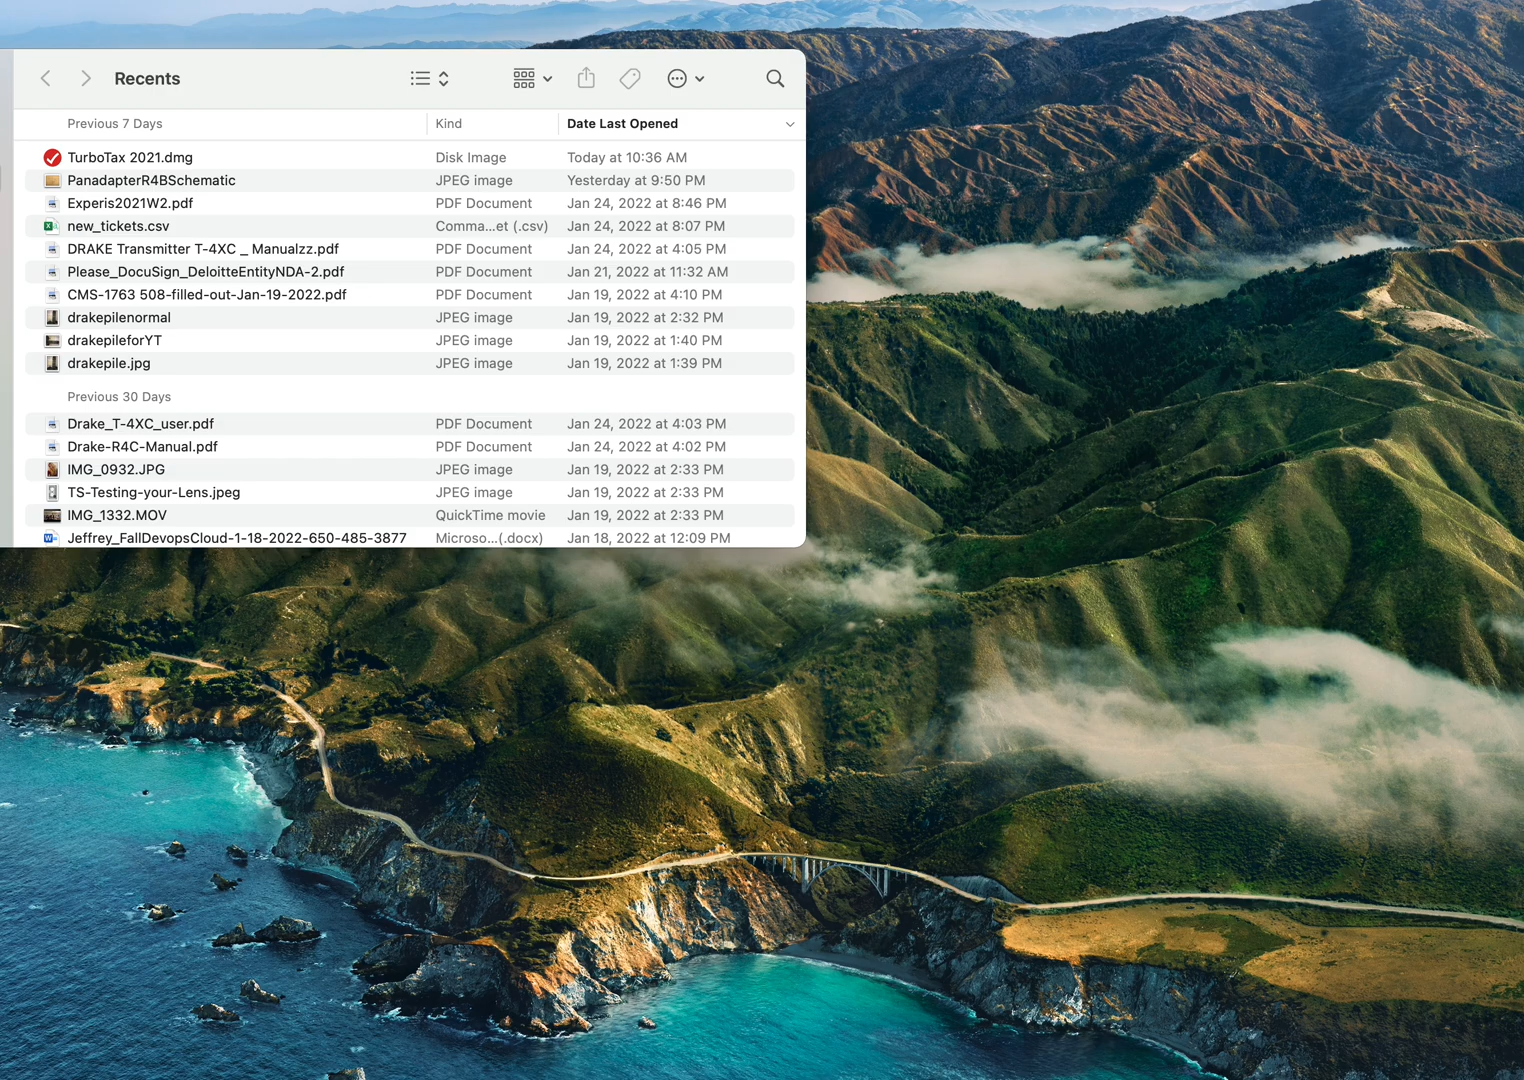 Recents
Previous 7 Days Kind Date Last Opened
TurboTax 2021.dmg Disk Image Today at 10:36 AM
PanadapterR4BSchematic JPEG image Yesterday at 9:50 PM
Experis2021W2.pdf PDF Document Jan 24, 2022 at 8:46 PM
new_tickets.csv Comma...et (.csv) Jan 24, 2022 at 8:07 PM
DRAKE Transmitter T-4XC _ Manualzz.pdf PDF Document Jan 24, 2022 at 4:05 PM
Please_DocuSign_DeloitteEntityNDA-2.pdf PDF Document Jan 21, 2022 at 11:32 AM
CMS-1763 508-filled-out-Jan-19-2022.pdf PDF Document Jan 19, 2022 at 4:10 PM
drakepilenormal JPEG image Jan 19, 2022 at 2:32 PM
drakepileforYT JPEG image Jan 19, 2022 at 1:40 PM
drakepile.jpg JPEG image Jan 19, 2022 at 1:39 PM
Previous 30 Days
Drake_T-4XC_user.pdf PDF Document Jan 24, 2022 at 4:03 PM
Drake-R4C-Manual.pdf PDF Document Jan 24, 2022 at 4:02 PM
IMG_0932.JPG JPEG image Jan 19, 2022 at 2:33 PM
TS-Testing-your-Lens.jpeg JPEG image Jan 19, 2022 at 2:33 PM
IMG_1332.MOV QuickTime movie Jan 19, 2022 at 2:33 PM
Jeffrey_FallDevopsCloud-1-18-2022-650-485-3877 Microso...(.docx) Jan 18, 2022 at 12:09 PM